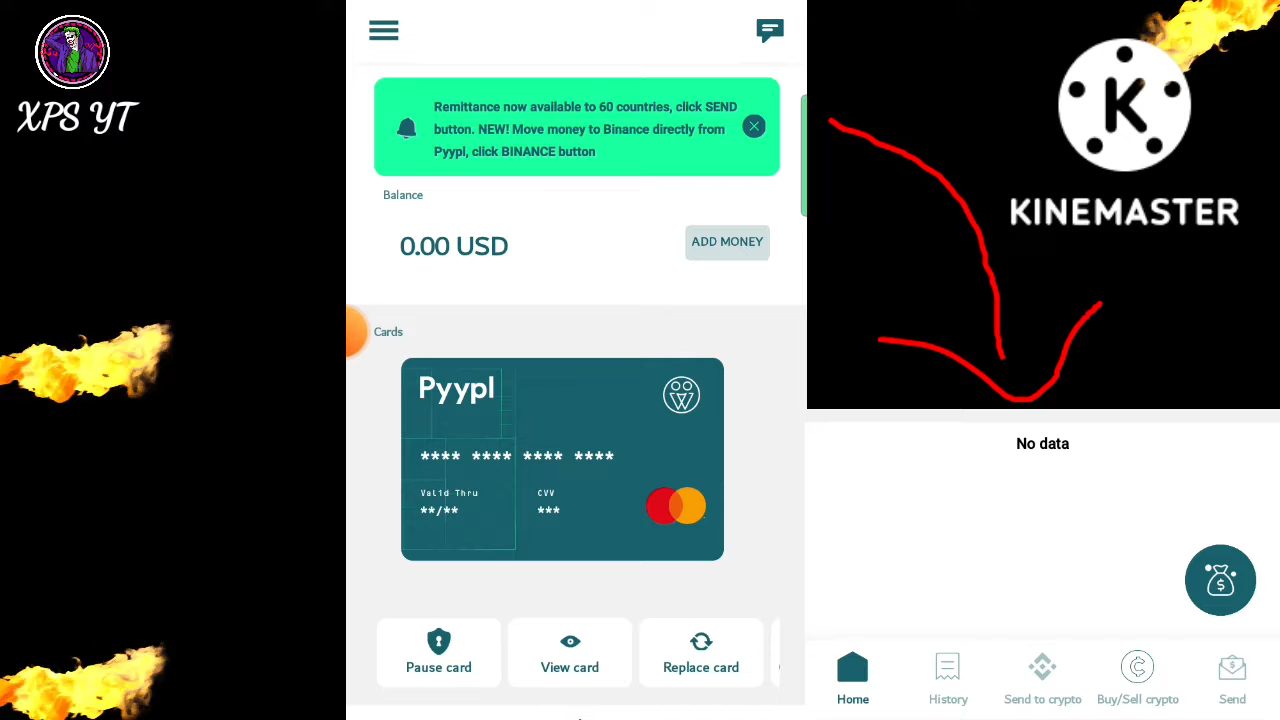 XPS YT
Remittance now available to 60 countries, click SEND
button. NEW! Move money to Binance directly from
Pyypl, click BINANCE button
Balance
0.00 USD
ADD MONEY
Cards
Pyypl
**** **** **** ****
Valid Thru
CVV
**/**
***
Pause card
View card
Replace card
K
KINEMASTER
No data
Home
History
Send to crypto
Buy/Sell crypto
Send